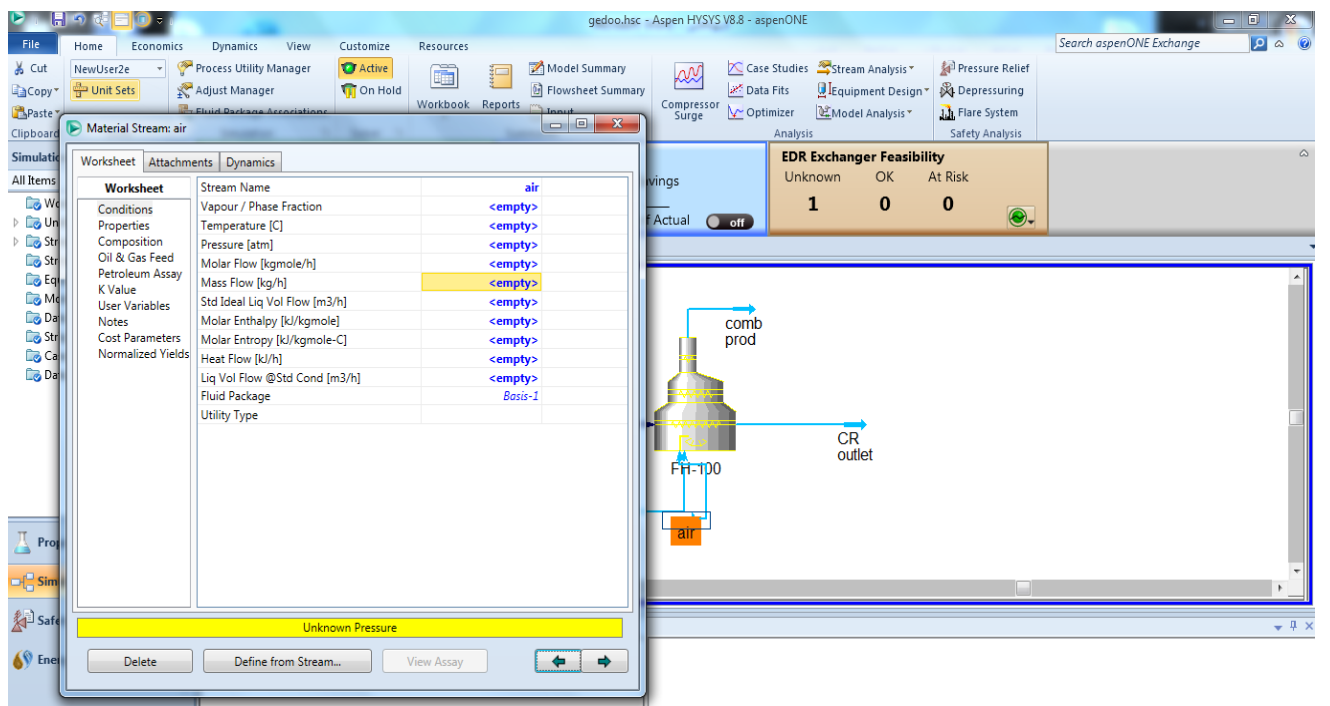 gedoo.hsc - Aspen HYSYS V8.8 - aspenONE
File Home Economics Dynamics View Customize Resources Search aspenONE Exchange
Cut NewUser2e Process Utility Manager Active Model Summary Case Studies Stream Analysis Pressure Relief
Copy Unit Sets Adjust Manager On Hold Workbook Reports Flowsheet Summary Compressor Surge Data Fits Equipment Design Depressuring
Paste Fluid Package Associations Input Optimizer Model Analysis Flare System
Clipboard Analysis Safety Analysis
Material Stream: air
Worksheet Attachments Dynamics
Worksheet
Conditions
Properties
Composition
Oil & Gas Feed
Petroleum Assay
K Value
User Variables
Notes
Cost Parameters
Normalized Yields
Stream Name air
Vapour / Phase Fraction <empty>
Temperature [C] <empty>
Pressure [atm] <empty>
Molar Flow [kgmole/h] <empty>
Mass Flow [kg/h] <empty>
Std Ideal Liq Vol Flow [m3/h] <empty>
Molar Enthalpy [kJ/kgmole] <empty>
Molar Entropy [kJ/kgmole-C] <empty>
Heat Flow [kJ/h] <empty>
Liq Vol Flow @Std Cond [m3/h] <empty>
Fluid Package Basis-1
Utility Type
Unknown Pressure
Delete Define from Stream... View Assay
All Items
vings
f Actual off
EDR Exchanger Feasibility
Unknown OK At Risk
1 0 0
comb
prod
CR
outlet
FH-100
air